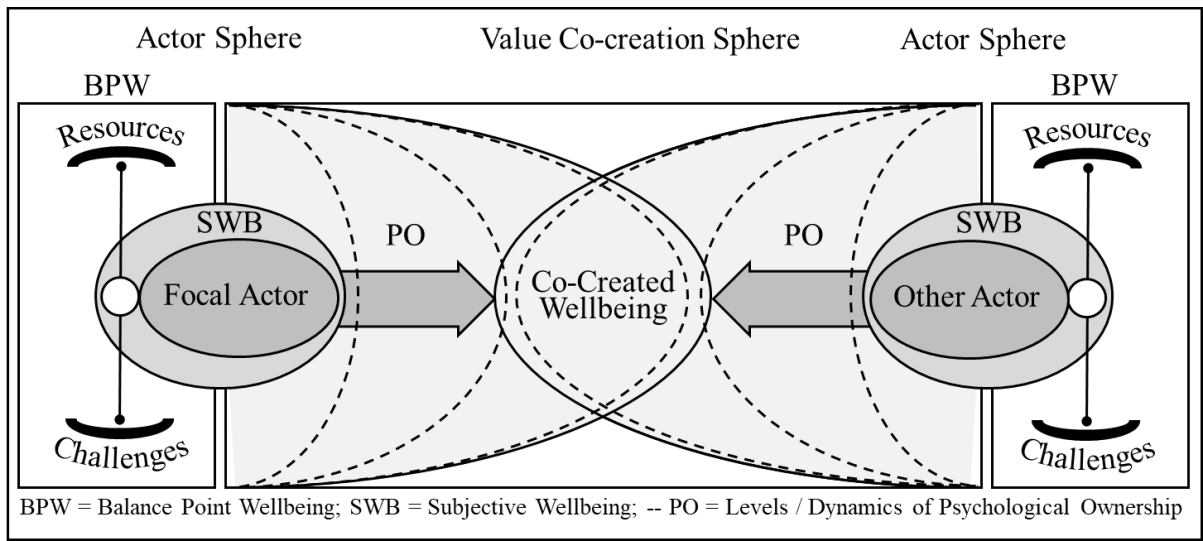 Actor Sphere
Value Co-creation Sphere
Actor Sphere
BPW
BPW
Resources
Resources
SWB
PO
PO
SWB
Focal Actor
Co-Created
Wellbeing
Other Actor
Challenges
Challenges
BPW = Balance Point Wellbeing; SWB = Subjective Wellbeing; -- PO = Levels / Dynamics of Psychological Ownership